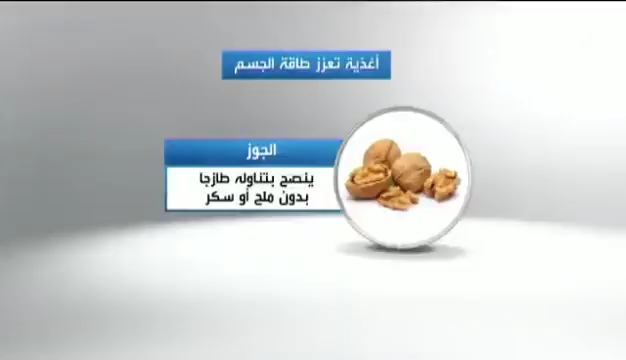 أغذية تعزز طاقة الجسم
الجوز
ينصح بتناوله طازجا
بدون ملح أو سكر